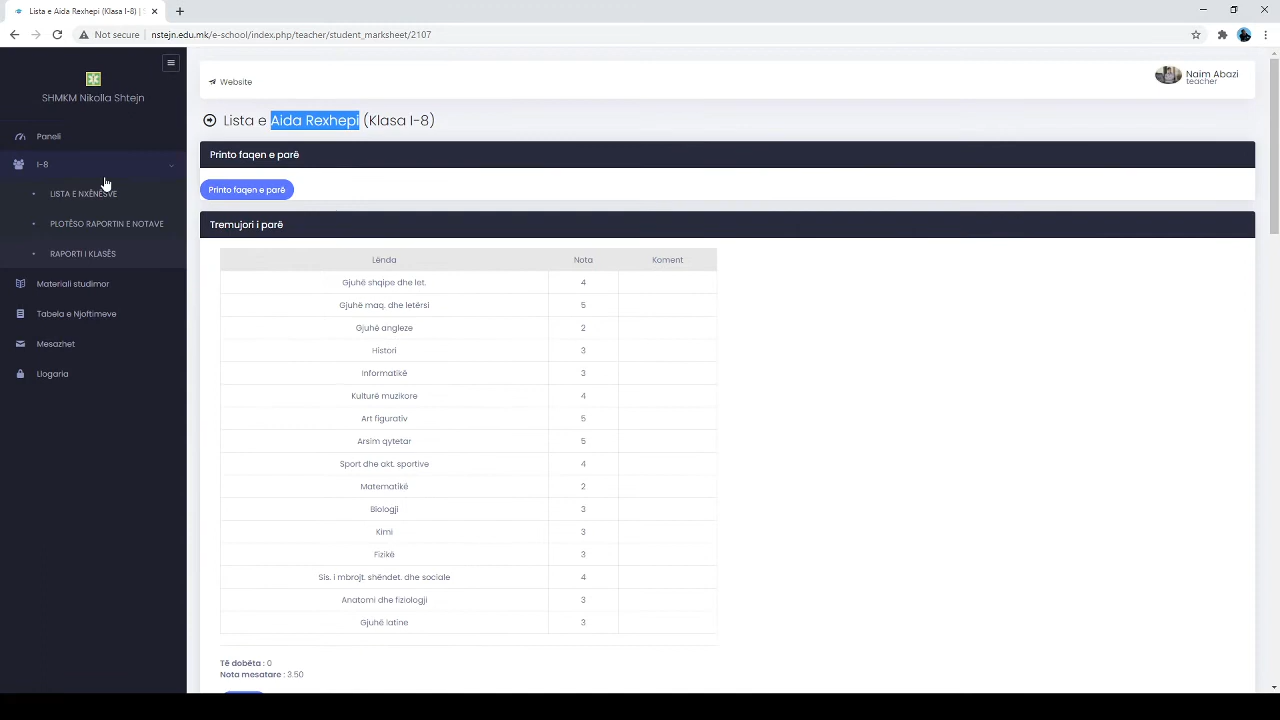 Lista e Aida Rexhepi (Klasa I-8) | S
Not secure | nstejn.edu.mk/e-school/index.php/teacher/student_marksheet/2107
SHMKM Nikolla Shtejn
Paneli
I-8
LISTA E NXËNËSVE
PLOTËSO RAPORTIN E NOTAVE
RAPORTI I KLASËS
Materiali studimor
Tabela e Njoftimeve
Mesazhet
Llogaria
Website
Naim Abazi
teacher
Lista e Aida Rexhepi (Klasa I-8)
Printo faqen e parë
Printo faqen e parë
Tremujori i parë
Lënda Nota Koment
Gjuhë shqipe dhe let. 4
Gjuhë maq. dhe letërsi 5
Gjuhë angleze 2
Histori 3
Informatikë 3
Kulturë muzikore 4
Art figurativ 5
Arsim qytetar 5
Sport dhe akt. sportive 4
Matematikë 2
Biologji 3
Kimi 3
Fizikë 3
Sis. i mbrojt. shëndet. dhe sociale 4
Anatomi dhe fiziologji 3
Gjuhë latine 3
Të dobëta : 0
Nota mesatare : 3.50